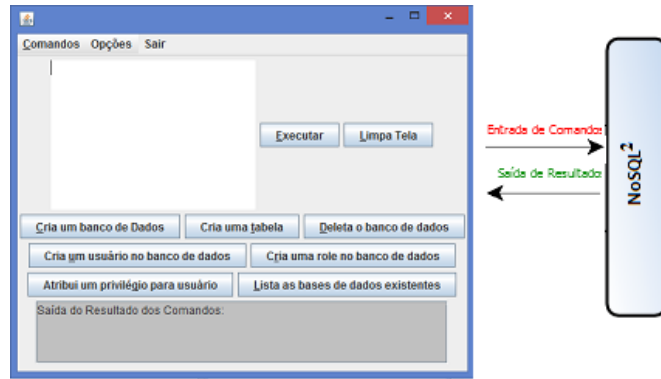 Comandos Opções Sair
Executar Limpa Tela
Entrada de Comandos
Saída de Resultado
NoSQL²
Cria um banco de Dados Cria uma tabela Deleta o banco de dados
Cria um usuário no banco de dados Cria uma role no banco de dados
Atribui um privilégio para usuário Lista as bases de dados existentes
Saída do Resultado dos Comandos: